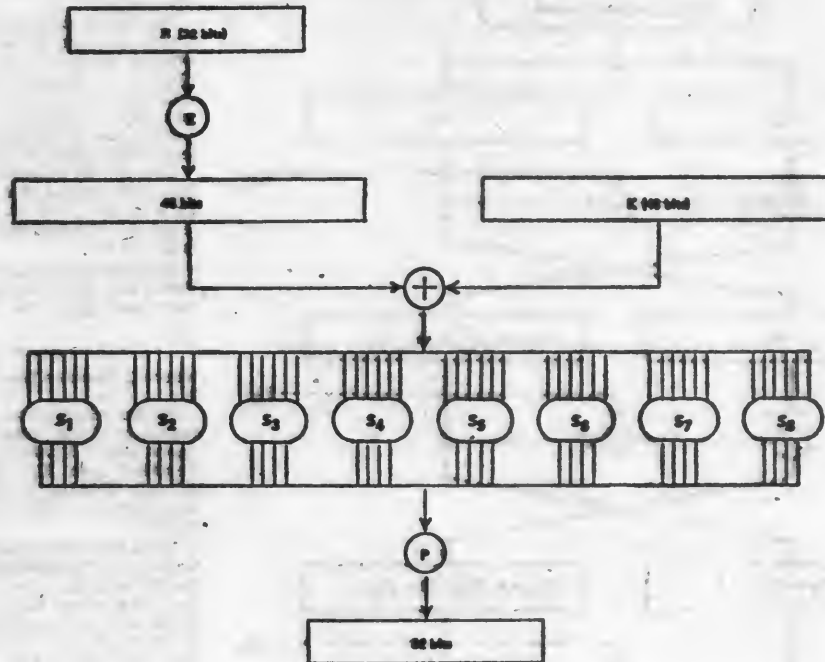 R (32 bits)
E
48 bits
K (48 bits)
+
S1 S2 S3 S4 S5 S6 S7 S8
P
32 bits